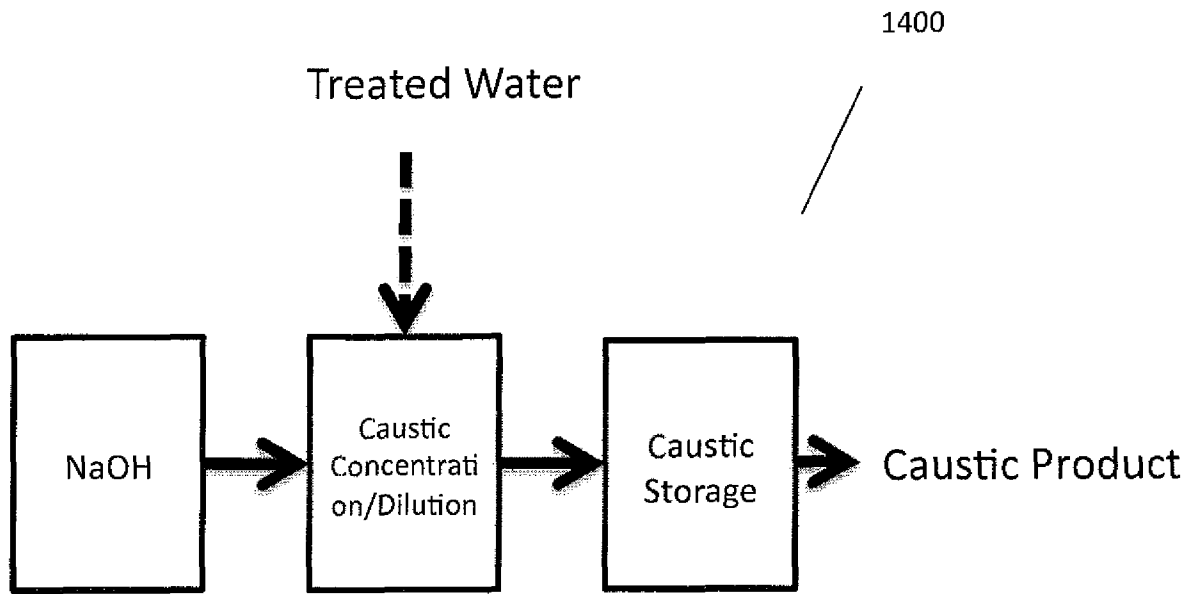 1400
Treated Water
NaOH
Caustic
Concentrati
on/Dilution
Caustic
Storage
Caustic Product